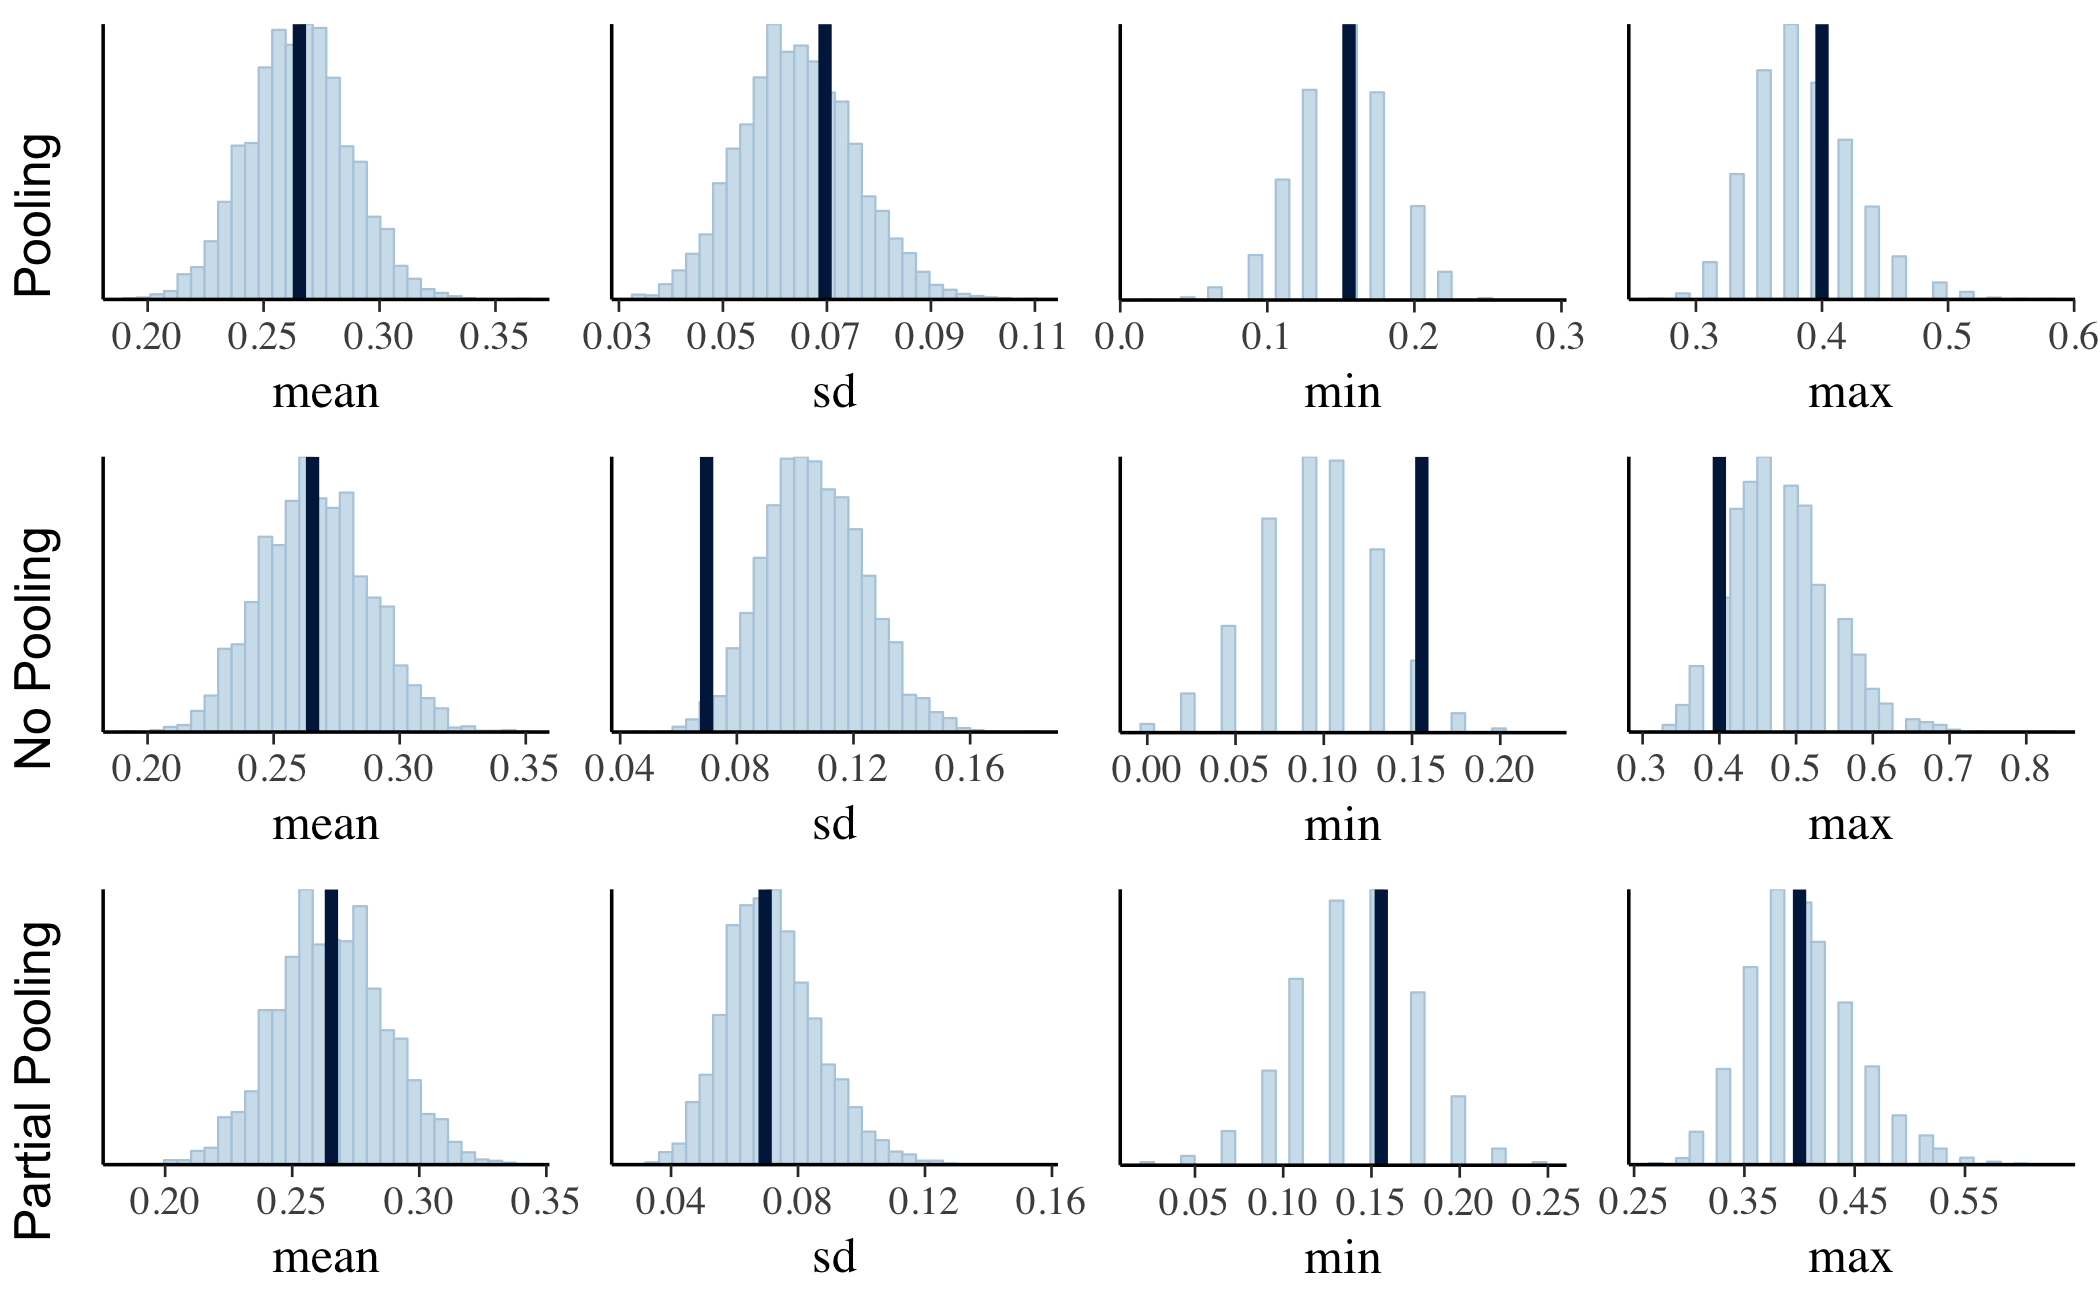 Pooling
0.20 0.25 0.30 0.35
mean
0.03 0.05 0.07 0.09 0.11
sd
0.0 0.1 0.2 0.3
min
0.3 0.4 0.5 0.6
max
No Pooling
0.20 0.25 0.30 0.35
mean
0.04 0.08 0.12 0.16
sd
0.00 0.05 0.10 0.15 0.20
min
0.3 0.4 0.5 0.6 0.7 0.8
max
Partial Pooling
0.20 0.25 0.30 0.35
mean
0.04 0.08 0.12 0.16
sd
0.05 0.10 0.15 0.20 0.25
min
0.25 0.35 0.45 0.55
max